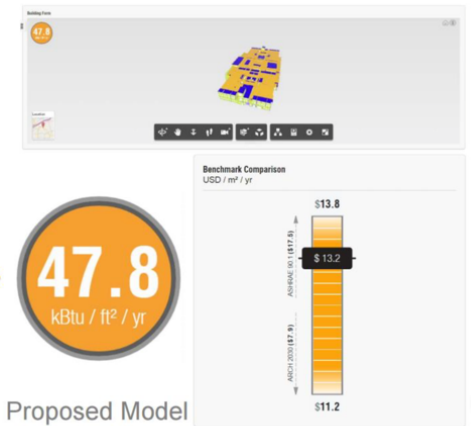 Building Form
47.8
Location
Benchmark Comparison
USD / m² / yr
$13.8
ASHRAE 90.1 ($17.5)
$ 13.2
ARCH 2030 ($7.9)
$11.2
47.8
kBtu / ft² / yr
Proposed Model